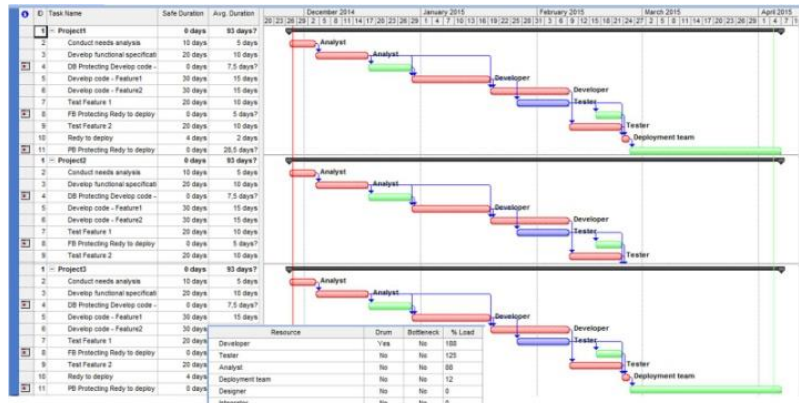 ID Task Name Safe Duration Avg. Duration December 2014 January 2015 February 2015 March 2015 April 2015
1 Project1 0 days 93 days?
2 Conduct needs analysis 10 days 5 days Analyst
3 Develop functional specificati 20 days 10 days Analyst
4 DB Protecting Develop code - 0 days 7,5 days?
5 Develop code - Feature1 30 days 15 days Developer
6 Develop code - Feature2 30 days 15 days Developer
7 Test Feature 1 20 days 10 days Tester
8 FB Protecting Redy to deploy 0 days 5 days?
9 Test Feature 2 20 days 10 days Tester
10 Redy to deploy 4 days 2 days Deployment team
11 PB Protecting Redy to deploy 0 days 28,5 days?
1 Project2 0 days 93 days?
2 Conduct needs analysis 10 days 5 days Analyst
3 Develop functional specificati 20 days 10 days Analyst
4 DB Protecting Develop code - 0 days 7,5 days?
5 Develop code - Feature1 30 days 15 days Developer
6 Develop code - Feature2 30 days 15 days Developer
7 Test Feature 1 20 days 10 days Tester
8 FB Protecting Redy to deploy 0 days 5 days?
9 Test Feature 2 20 days 10 days Tester
1 Project3 0 days 93 days?
2 Conduct needs analysis 10 days 5 days Analyst
3 Develop functional specificati 20 days 10 days Analyst
4 DB Protecting Develop code - 0 days 7,5 days?
5 Develop code - Feature1 30 days 15 days Developer
6 Develop code - Feature2 30 days Developer
7 Test Feature 1 20 days Tester
8 FB Protecting Redy to deploy 0 days
9 Test Feature 2 20 days Tester
10 Redy to deploy 4 days Deployment team
11 PB Protecting Redy to deploy 0 days
Resource Drum Bottleneck % Load
Developer Yes No 188
Tester No No 125
Analyst No No 88
Deployment team No No 12
Designer No No 0